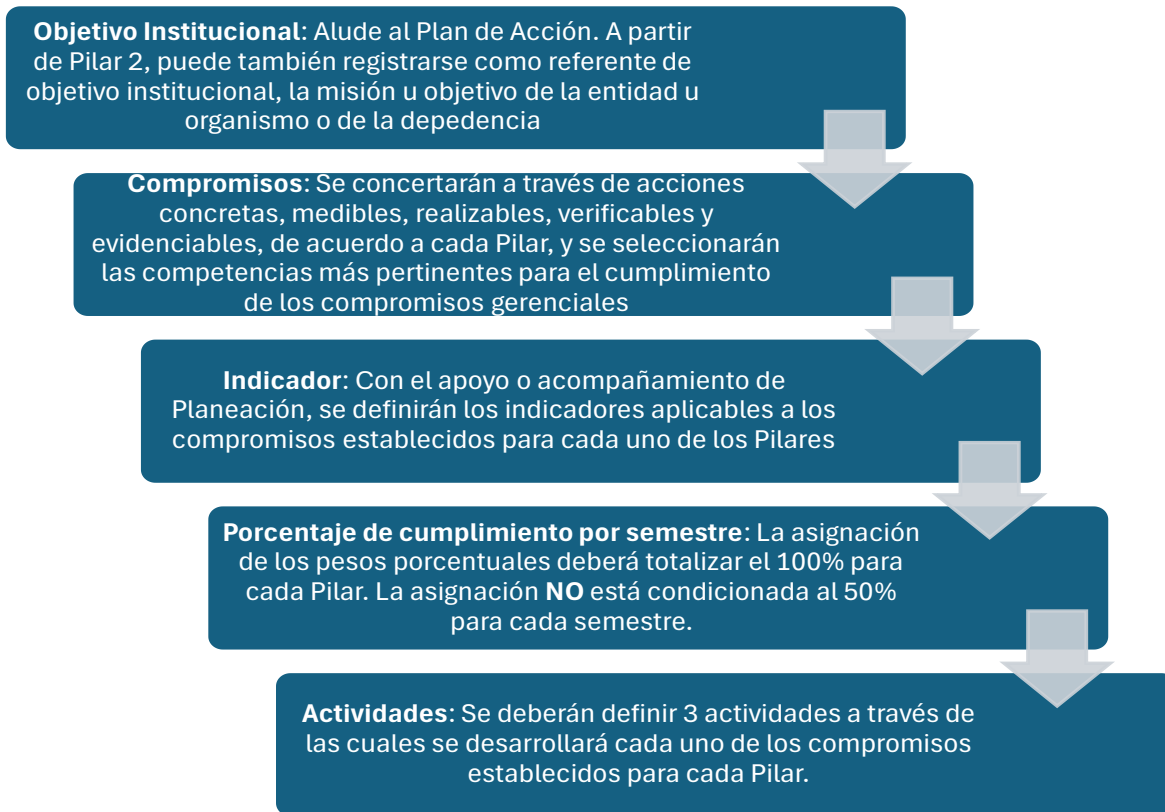 Objetivo Institucional: Alude al Plan de Acción. A partir
de Pilar 2, puede también registrarse como referente de
objetivo institucional, la misión u objetivo de la entidad u
organismo o de la depedencia
Compromisos: Se concertarán a través de acciones
concretas, medibles, realizables, verificables y
evidenciables, de acuerdo a cada Pilar, y se seleccionarán
las competencias más pertinentes para el cumplimiento
de los compromisos gerenciales
Indicador: Con el apoyo o acompañamiento de
Planeación, se definirán los indicadores aplicables a los
compromisos establecidos para cada uno de los Pilares
Porcentaje de cumplimiento por semestre: La asignación
de los pesos porcentuales deberá totalizar el 100% para
cada Pilar. La asignación NO está condicionada al 50%
para cada semestre.
Actividades: Se deberán definir 3 actividades a través de
las cuales se desarrollará cada uno de los compromisos
establecidos para cada Pilar.